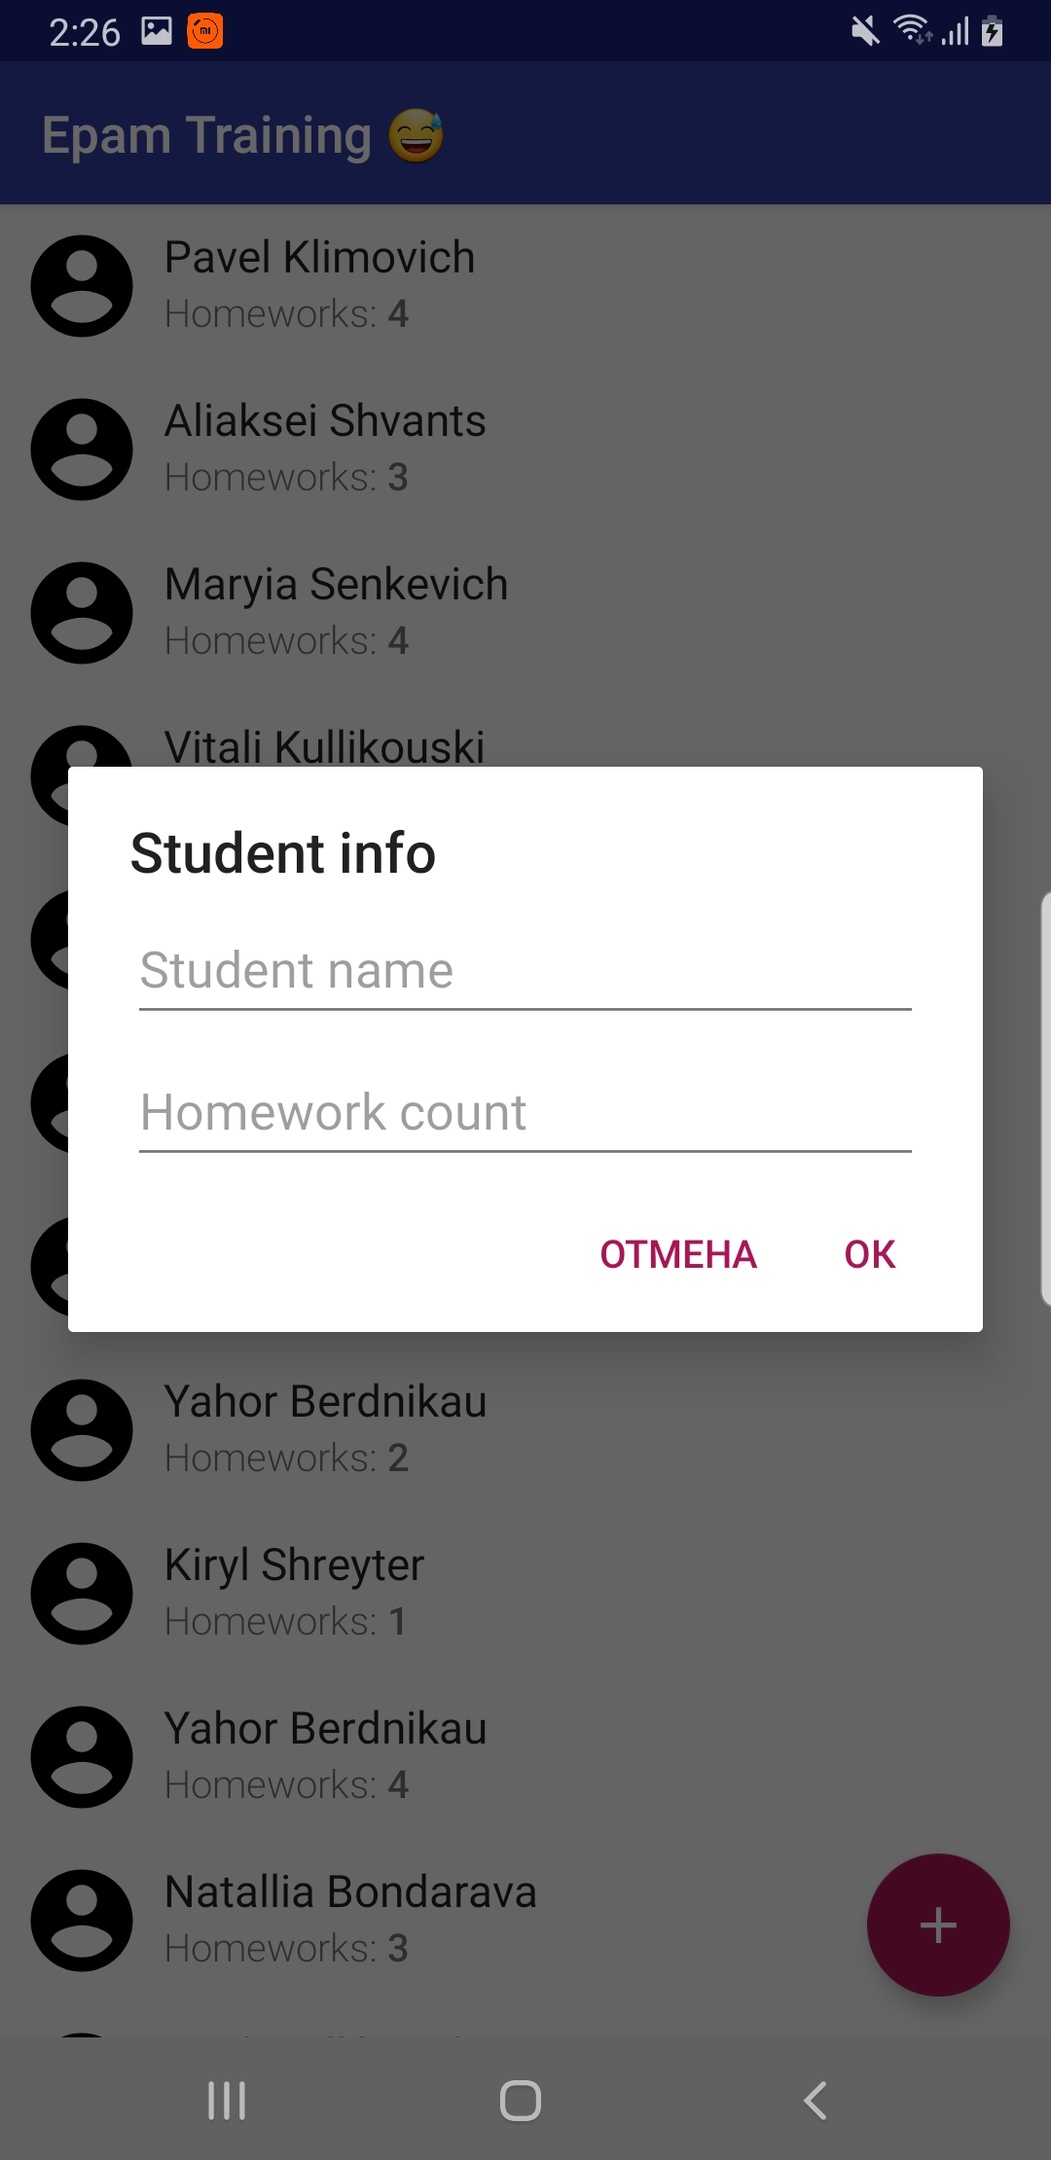 2:26
Epam Training 😅
Pavel Klimovich
Homeworks: 4
Aliaksei Shvants
Homeworks: 3
Maryia Senkevich
Homeworks: 4
Vitali Kullikouski
Student info
Student name
Homework count
ОТМЕНА OK
Yahor Berdnikau
Homeworks: 2
Kiryl Shreyter
Homeworks: 1
Yahor Berdnikau
Homeworks: 4
Natallia Bondarava
Homeworks: 3